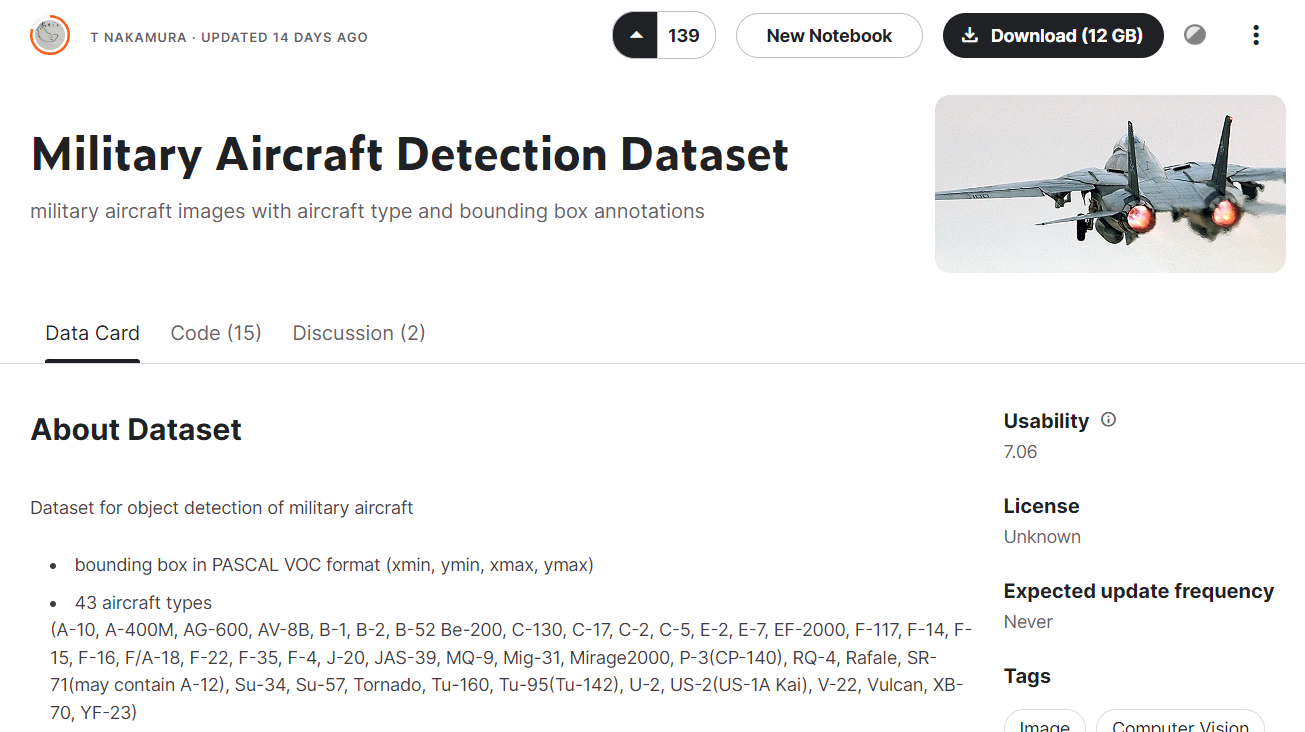 T NAKAMURA · UPDATED 14 DAYS AGO
139
New Notebook
Download (12 GB)
Military Aircraft Detection Dataset
military aircraft images with aircraft type and bounding box annotations
Data Card
Code (15)
Discussion (2)
About Dataset
Dataset for object detection of military aircraft
• bounding box in PASCAL VOC format (xmin, ymin, xmax, ymax)
• 43 aircraft types
(A-10, A-400M, AG-600, AV-8B, B-1, B-2, B-52 Be-200, C-130, C-17, C-2, C-5, E-2, E-7, EF-2000, F-117, F-14, F-
15, F-16, F/A-18, F-22, F-35, F-4, J-20, JAS-39, MQ-9, Mig-31, Mirage2000, P-3(CP-140), RQ-4, Rafale, SR-
71(may contain A-12), Su-34, Su-57, Tornado, Tu-160, Tu-95(Tu-142), U-2, US-2(US-1A Kai), V-22, Vulcan, XB-
70, YF-23)
Usability
7.06
License
Unknown
Expected update frequency
Never
Tags
Image
Computer Vision